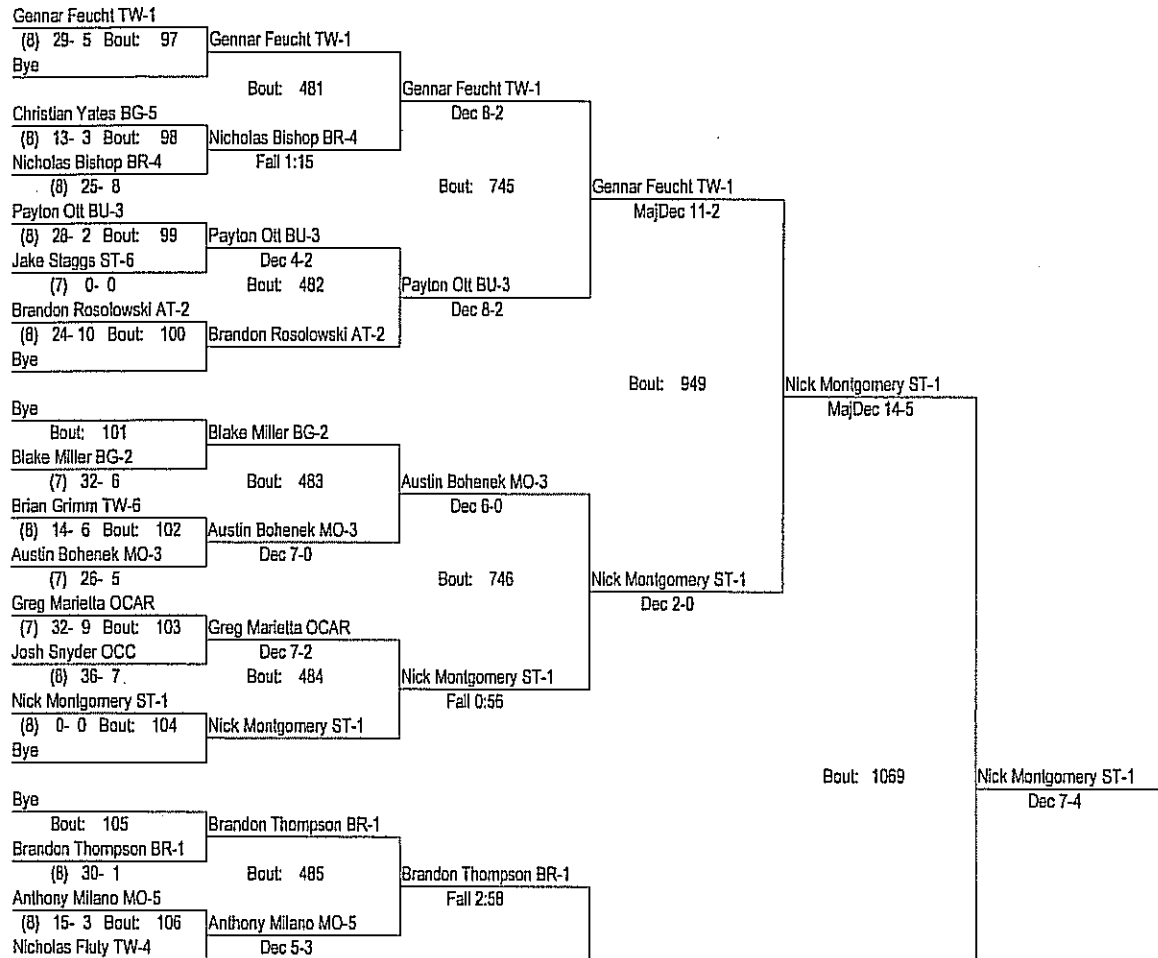 Gennar Feucht TW-1
(8) 29- 5 Bout: 97
Gennar Feucht TW-1
Bye
Bout: 481
Gennar Feucht TW-1
Dec 8-2
Christian Yates BG-5
(8) 13- 3 Bout: 98
Nicholas Bishop BR-4
Nicholas Bishop BR-4
Fall 1:15
(8) 25- 8
Bout: 745
Gennar Feucht TW-1
MajDec 11-2
Payton Ott BU-3
(8) 28- 2 Bout: 99
Payton Ott BU-3
Jake Staggs ST-6
Dec 4-2
(7) 0- 0
Bout: 482
Payton Ott BU-3
Dec 8-2
Brandon Rosolowski AT-2
(8) 24- 10 Bout: 100
Brandon Rosolowski AT-2
Bye
Bout: 949
Nick Montgomery ST-1
MajDec 14-5
Bye
Bout: 101
Blake Miller BG-2
Blake Miller BG-2
(7) 32- 6
Bout: 483
Austin Bohenek MO-3
Dec 6-0
Brian Grimm TW-6
(8) 14- 6 Bout: 102
Austin Bohenek MO-3
Austin Bohenek MO-3
Dec 7-0
(7) 26- 5
Bout: 746
Nick Montgomery ST-1
Dec 2-0
Greg Marietta OCAR
(7) 32- 9 Bout: 103
Greg Marietta OCAR
Josh Snyder OCC
Dec 7-2
(8) 36- 7
Bout: 484
Nick Montgomery ST-1
Fall 0:56
Nick Montgomery ST-1
(8) 0- 0 Bout: 104
Nick Montgomery ST-1
Bye
Bout: 1069
Nick Montgomery ST-1
Dec 7-4
Bye
Bout: 105
Brandon Thompson BR-1
Brandon Thompson BR-1
(8) 30- 1
Bout: 485
Brandon Thompson BR-1
Fall 2:58
Anthony Milano MO-5
(8) 15- 3 Bout: 106
Anthony Milano MO-5
Nicholas Fluty TW-4
Dec 5-3